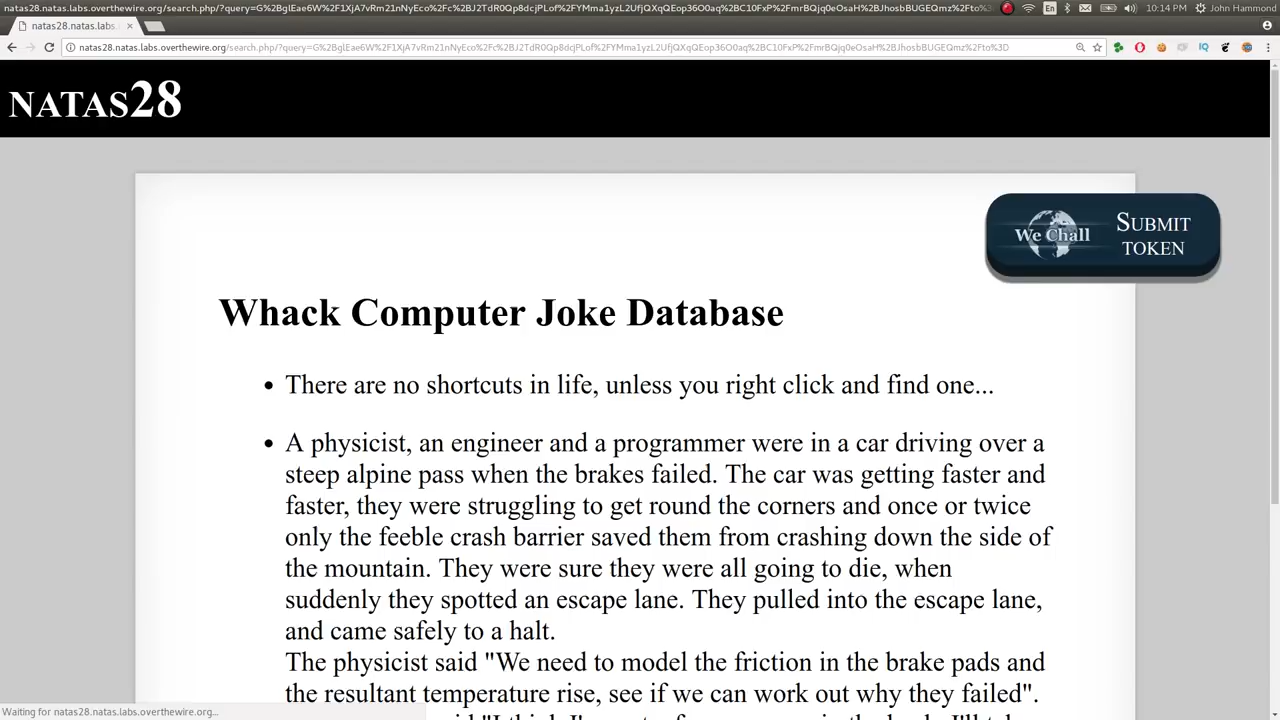 natas28.natas.labs.overthewire.org/search.php/?query=G%2BglEae6W%2F1XjA7vRm21nNyEco%2Fc%2BJ2TdR0Qp8dcjPLof%2FYMma1yzL2UfjQXqQEop36O0aq%2BC10FxP%2FmrBQjq0eOsaH%2BJhosbBUGEQmz%2Fto%3D
En
10:14 PM
John Hammond
natas28.natas.labs.
natas28.natas.labs.overthewire.org/search.php/?query=G%2BglEae6W%2F1XjA7vRm21nNyEco%2Fc%2BJ2TdR0Qp8dcjPLof%2FYMma1yzL2UfjQXqQEop36O0aq%2BC10FxP%2FmrBQjq0eOsaH%2BJhosbBUGEQmz%2Fto%3D
NATAS28
We Chall
SUBMIT
TOKEN
Whack Computer Joke Database
• There are no shortcuts in life, unless you right click and find one...
• A physicist, an engineer and a programmer were in a car driving over a
steep alpine pass when the brakes failed. The car was getting faster and
faster, they were struggling to get round the corners and once or twice
only the feeble crash barrier saved them from crashing down the side of
the mountain. They were sure they were all going to die, when
suddenly they spotted an escape lane. They pulled into the escape lane,
and came safely to a halt.
The physicist said "We need to model the friction in the brake pads and
the resultant temperature rise, see if we can work out why they failed".
Waiting for natas28.natas.labs.overthewire.org...